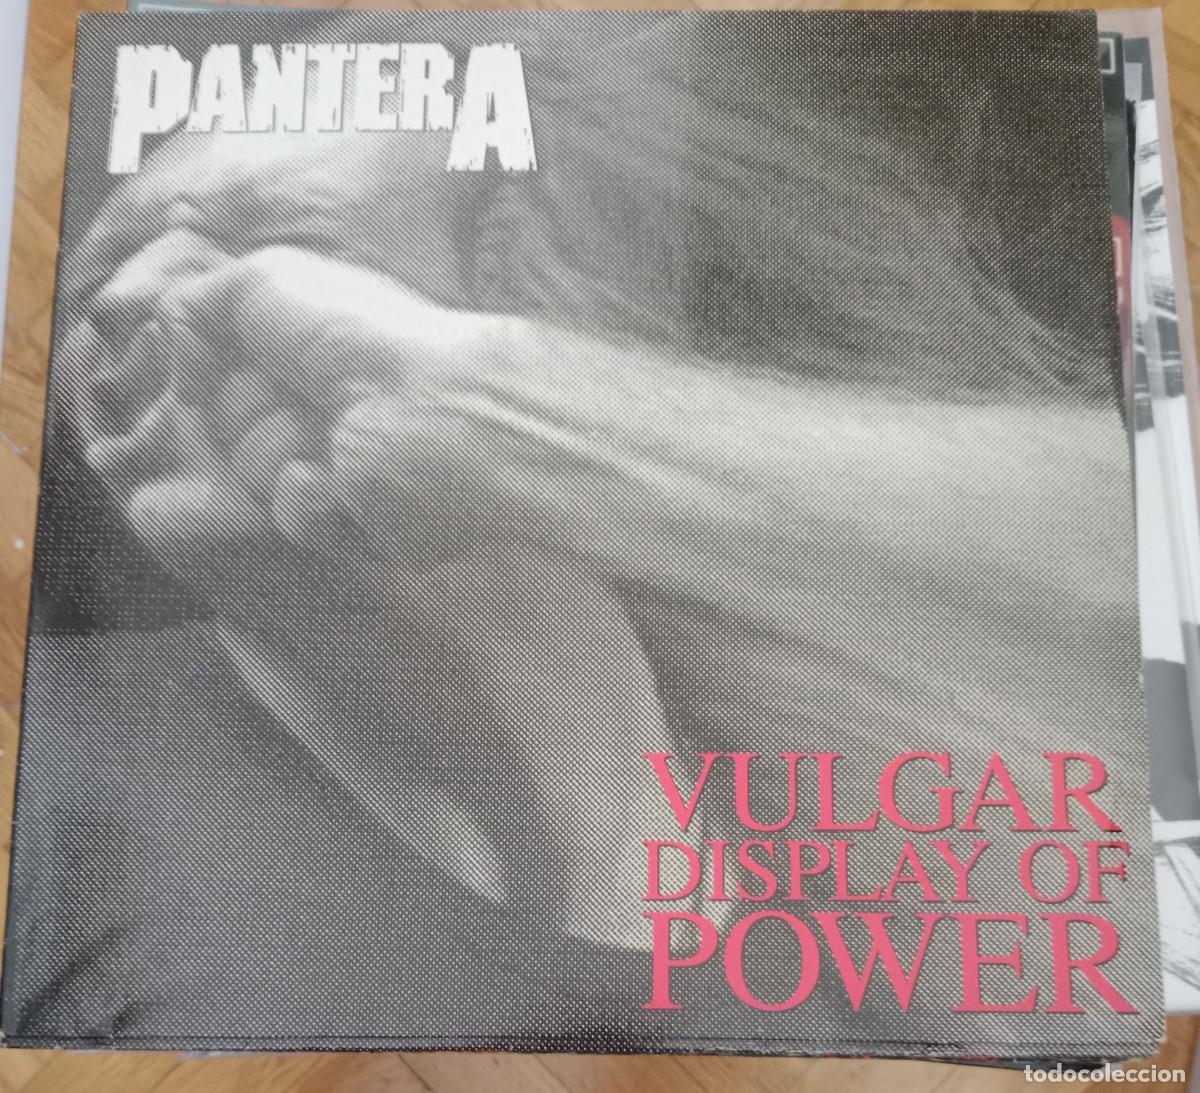 PANTERA
VULGAR
DISPLAY OF
POWER
todocoleccion